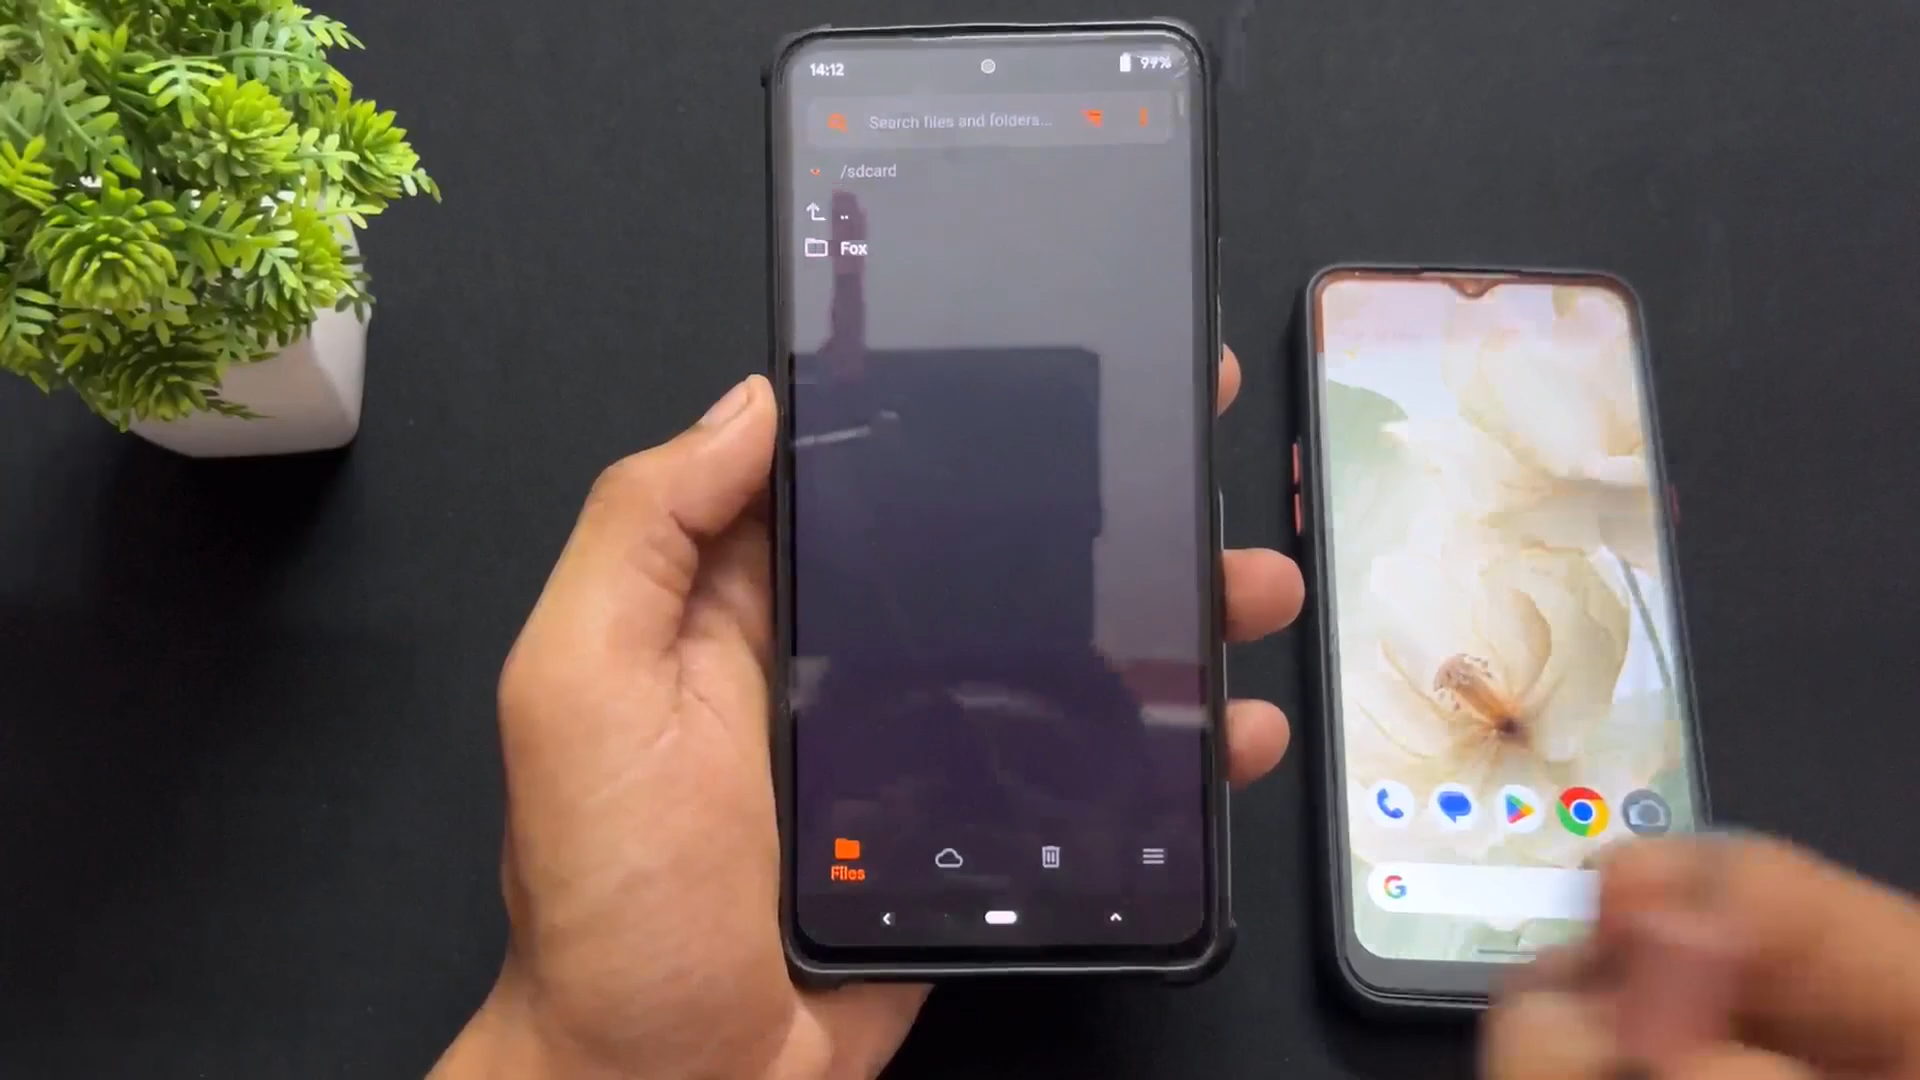 14:12
99%
Search files and folders...
/sdcard
..
Fox
Files
G